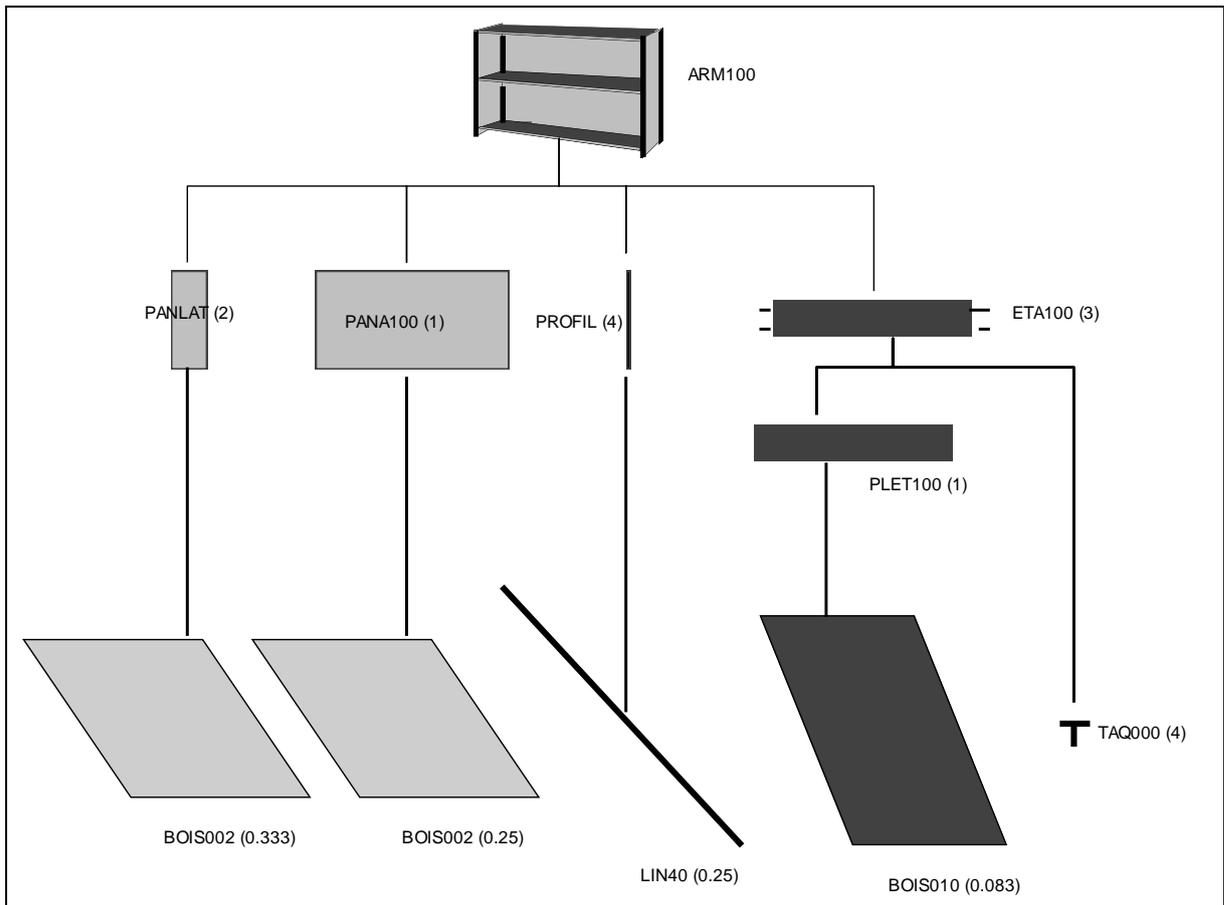 ARM100
PANLAT (2)
PANA100 (1)
PROFIL (4)
ETA100 (3)
PLET100 (1)
TAQ000 (4)
BOIS002 (0.333)
BOIS002 (0.25)
LIN40 (0.25)
BOIS010 (0.083)